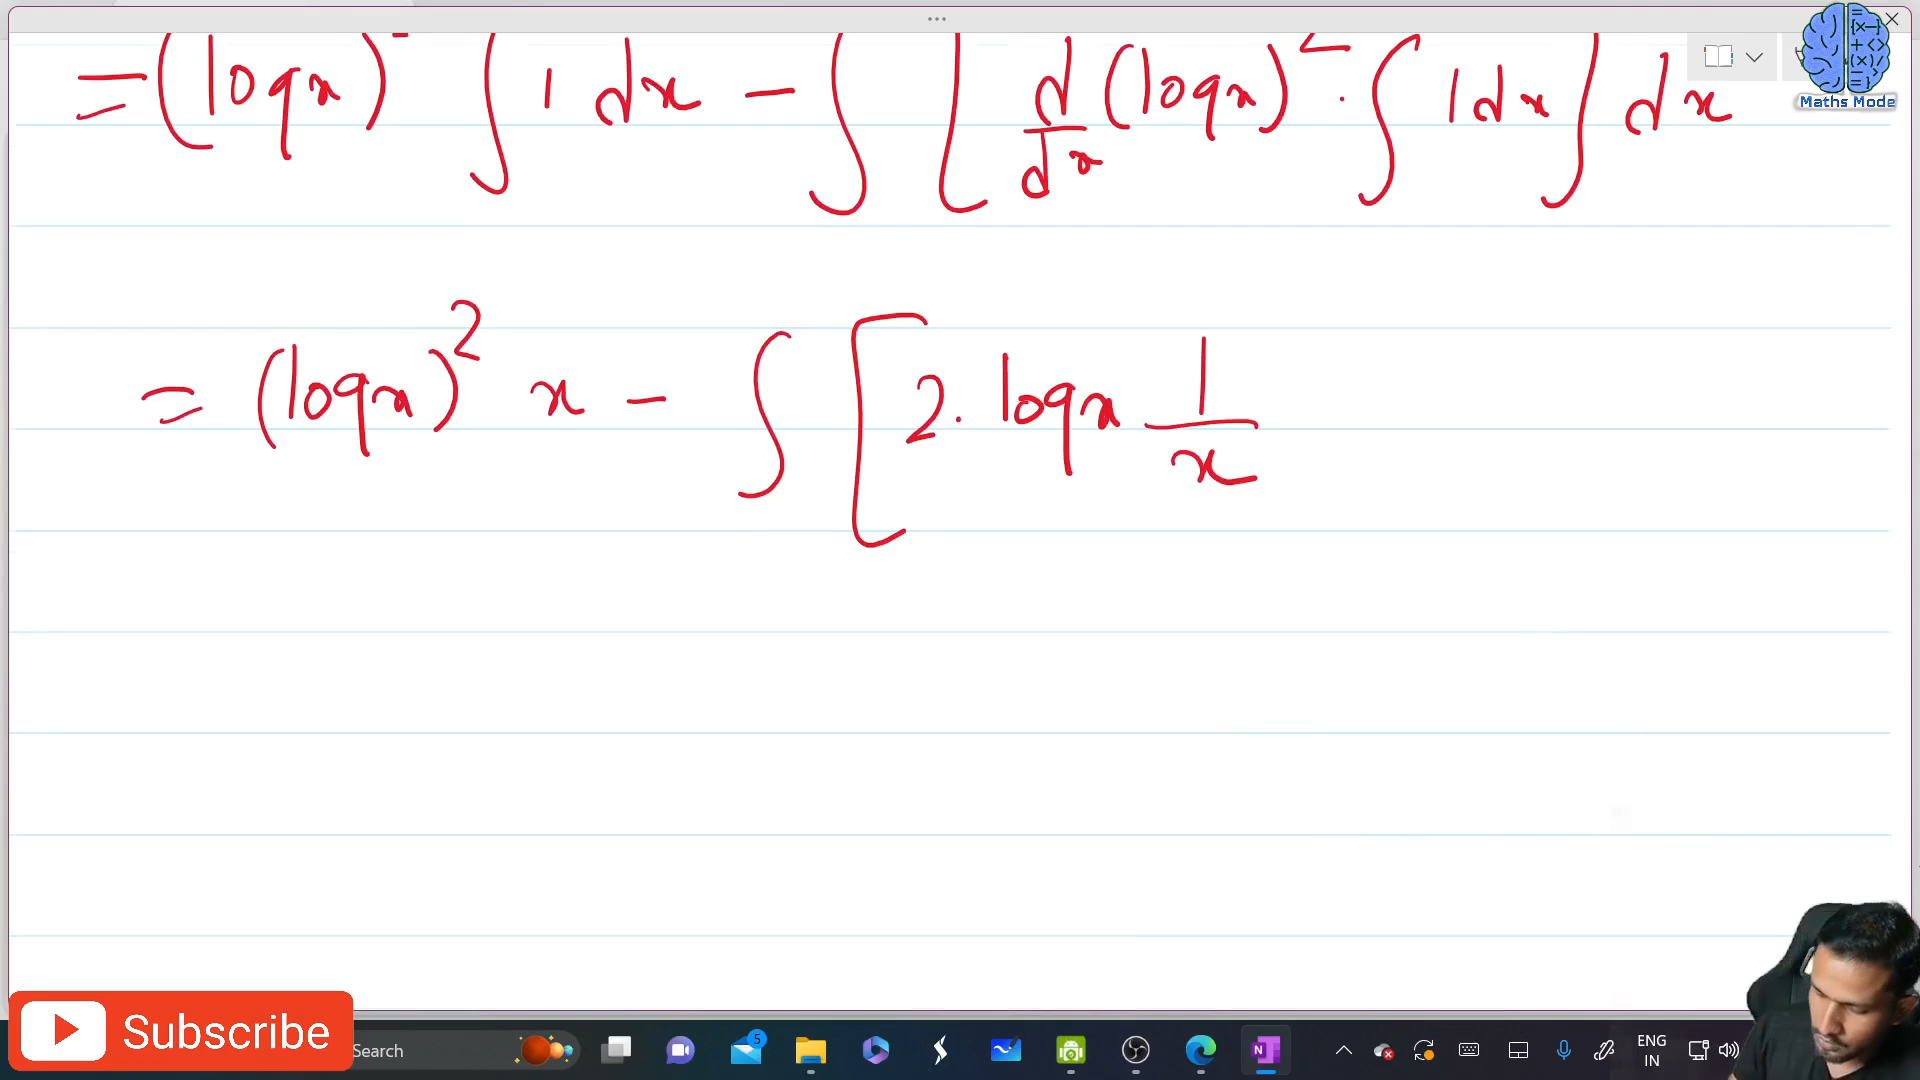 = (log x)² ∫ 1 dx − ∫ [ d/dx (log x)² · ∫ 1 dx ] dx
Maths Mode
= (log x)² x − ∫ [ 2 · log x 1/x
Subscribe
Search
5
ENG
IN